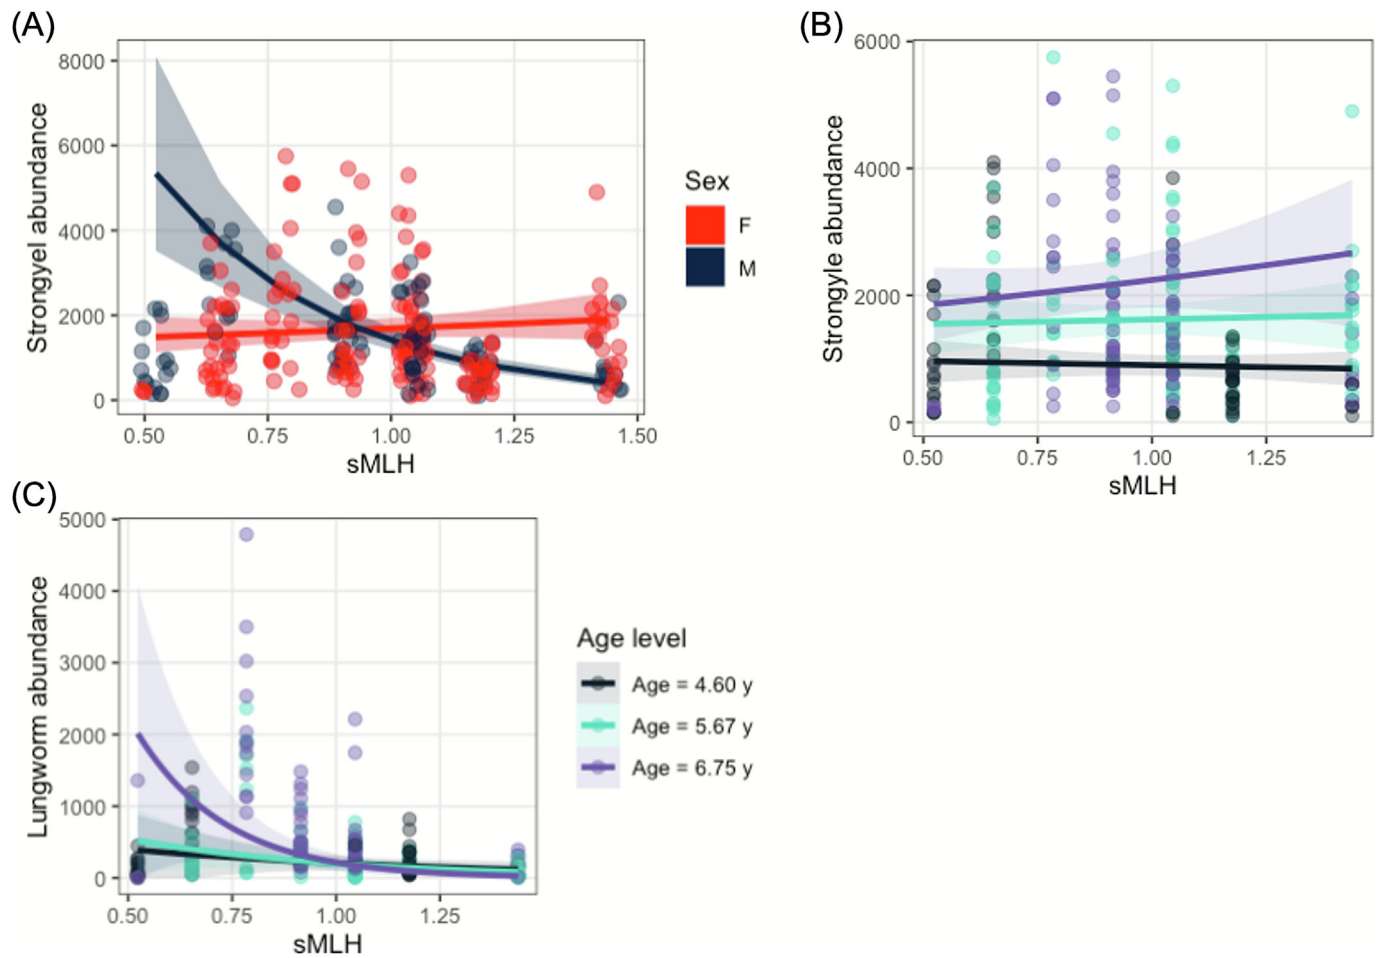 (A)
Strongyel abundance
8000
6000
4000
2000
0
0.50 0.75 1.00 1.25 1.50
sMLH
Sex
F
M
(B)
Strongyle abundance
6000
4000
2000
0
0.50 0.75 1.00 1.25
sMLH
(C)
Lungworm abundance
5000
4000
3000
2000
1000
0
0.50 0.75 1.00 1.25
sMLH
Age level
Age = 4.60 y
Age = 5.67 y
Age = 6.75 y